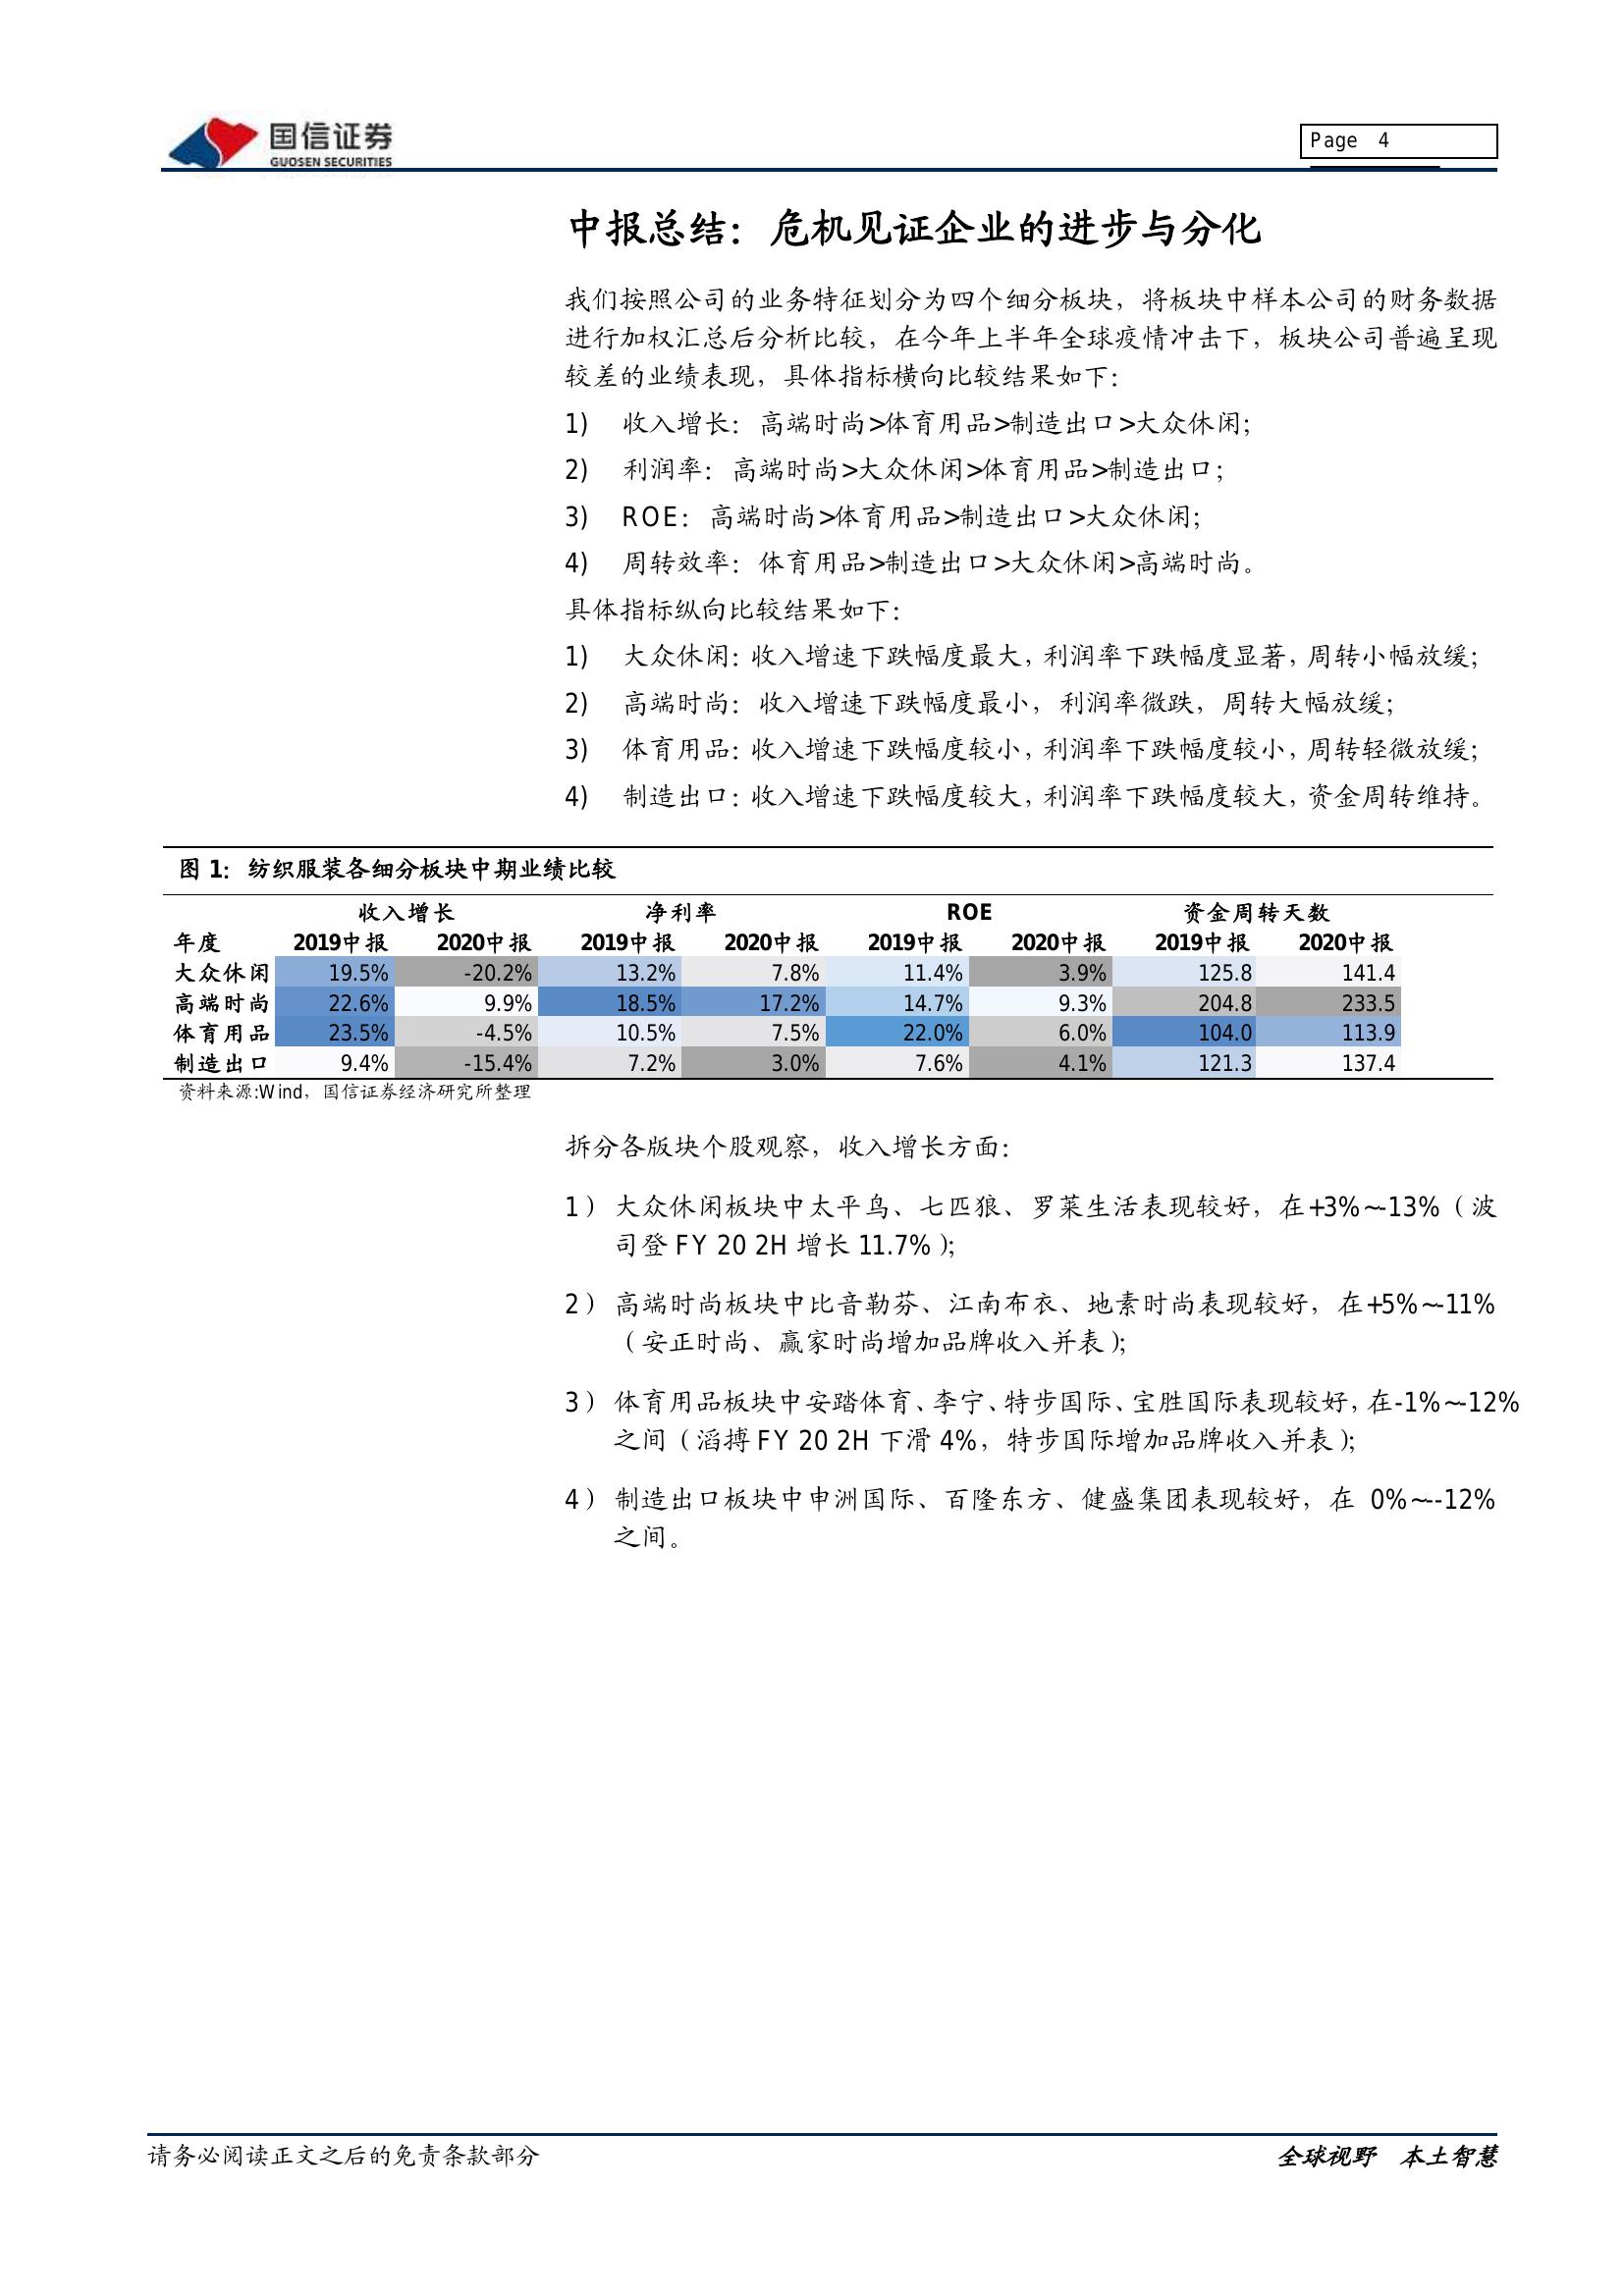 国信证券
GUOSEN SECURITIES
Page 4
中报总结：危机见证企业的进步与分化
我们按照公司的业务特征划分为四个细分板块，将板块中样本公司的财务数据
进行加权汇总后分析比较，在今年上半年全球疫情冲击下，板块公司普遍呈现
较差的业绩表现，具体指标横向比较结果如下：
1) 收入增长：高端时尚>体育用品>制造出口>大众休闲；
2) 利润率：高端时尚>大众休闲>体育用品>制造出口；
3) ROE：高端时尚>体育用品>制造出口>大众休闲；
4) 周转效率：体育用品>制造出口>大众休闲>高端时尚。
具体指标纵向比较结果如下：
1) 大众休闲：收入增速下跌幅度最大，利润率下跌幅度显著，周转小幅放缓；
2) 高端时尚：收入增速下跌幅度最小，利润率微跌，周转大幅放缓；
3) 体育用品：收入增速下跌幅度较小，利润率下跌幅度较小，周转轻微放缓；
4) 制造出口：收入增速下跌幅度较大，利润率下跌幅度较大，资金周转维持。
图 1：纺织服装各细分板块中期业绩比较
收入增长 净利率 ROE 资金周转天数
年度 2019中报 2020中报 2019中报 2020中报 2019中报 2020中报 2019中报 2020中报
大众休闲 19.5% -20.2% 13.2% 7.8% 11.4% 3.9% 125.8 141.4
高端时尚 22.6% 9.9% 18.5% 17.2% 14.7% 9.3% 204.8 233.5
体育用品 23.5% -4.5% 10.5% 7.5% 22.0% 6.0% 104.0 113.9
制造出口 9.4% -15.4% 7.2% 3.0% 7.6% 4.1% 121.3 137.4
资料来源:Wind，国信证券经济研究所整理
拆分各版块个股观察，收入增长方面：
1）大众休闲板块中太平鸟、七匹狼、罗莱生活表现较好，在+3%~-13%（波
司登 FY 20 2H 增长 11.7%）；
2）高端时尚板块中比音勒芬、江南布衣、地素时尚表现较好，在+5%~-11%
（安正时尚、赢家时尚增加品牌收入并表）；
3）体育用品板块中安踏体育、李宁、特步国际、宝胜国际表现较好，在-1%~-12%
之间（滔搏 FY 20 2H 下滑 4%，特步国际增加品牌收入并表）；
4）制造出口板块中申洲国际、百隆东方、健盛集团表现较好，在 0%~--12%
之间。
请务必阅读正文之后的免责条款部分
全球视野 本土智慧